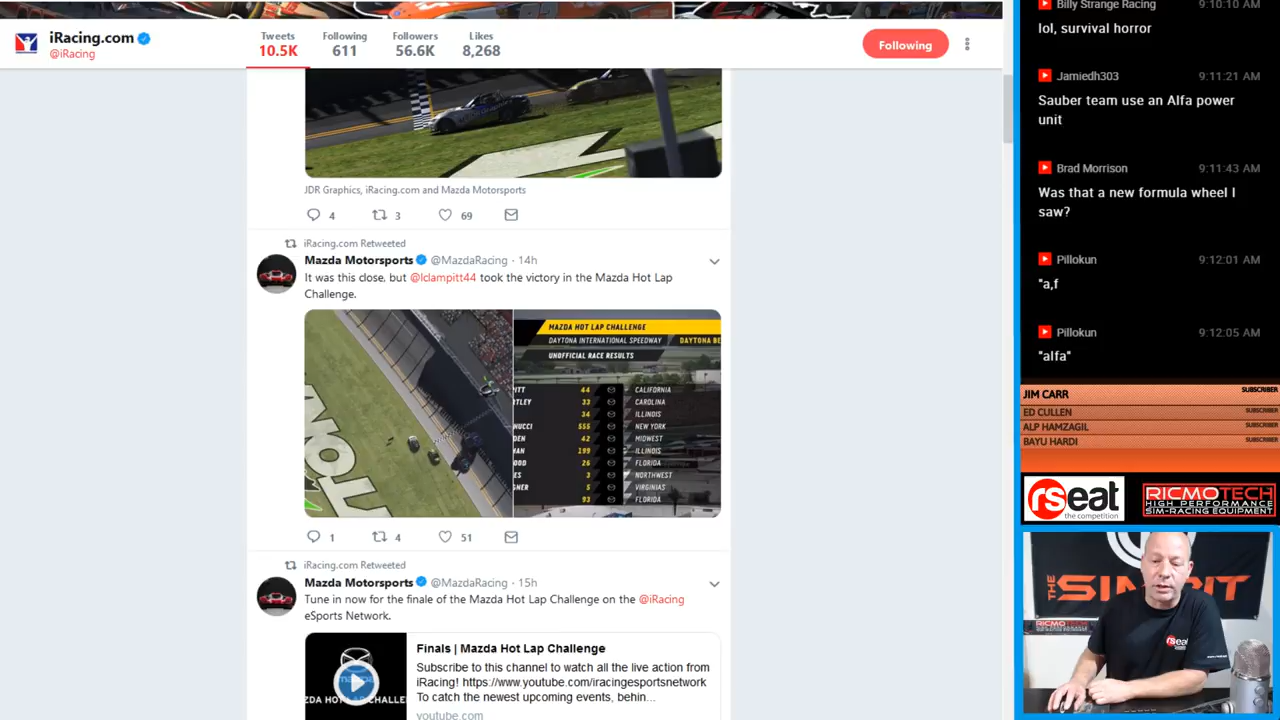 iRacing.com
@iRacing
Tweets
10.5K
Following
611
Followers
56.6K
Likes
8,268
Following
JDR Graphics, iRacing.com and Mazda Motorsports
4
3
69
iRacing.com Retweeted
Mazda Motorsports @MazdaRacing · 14h
It was this close, but @lclampitt44 took the victory in the Mazda Hot Lap
Challenge.
MAZDA HOT LAP CHALLENGE
DAYTONA INTERNATIONAL SPEEDWAY DAYTONA BE
UNOFFICIAL RACE RESULTS
ITT 44 CALIFORNIA
TLEY 33 CAROLINA
34 ILLINOIS
NUCCI 555 NEW YORK
DEN 42 MIDWEST
MAN 199 ILLINOIS
OOD 26 FLORIDA
ES 3 NORTHWEST
GNER 5 VIRGINIAS
93 FLORIDA
1
4
51
iRacing.com Retweeted
Mazda Motorsports @MazdaRacing · 15h
Tune in now for the finale of the Mazda Hot Lap Challenge on the @iRacing
eSports Network.
Finals | Mazda Hot Lap Challenge
Subscribe to this channel to watch all the live action from
iRacing! https://www.youtube.com/iracingesportsnetwork
To catch the newest upcoming events, behin...
youtube.com
Billy Strange Racing 9:10:10 AM
lol, survival horror
Jamiedh303 9:11:21 AM
Sauber team use an Alfa power
unit
Brad Morrison 9:11:43 AM
Was that a new formula wheel I
saw?
Pillokun 9:12:01 AM
"a,f
Pillokun 9:12:05 AM
"alfa"
JIM CARR SUBSCRIBER
ED CULLEN SUBSCRIBER
ALP HAMZAGIL SUBSCRIBER
BAYU HARDI SUBSCRIBER
rseat
the competition
RICMOTECH
HIGH PERFORMANCE
SIM-RACING EQUIPMENT
THE
RICMOTECH
rseat